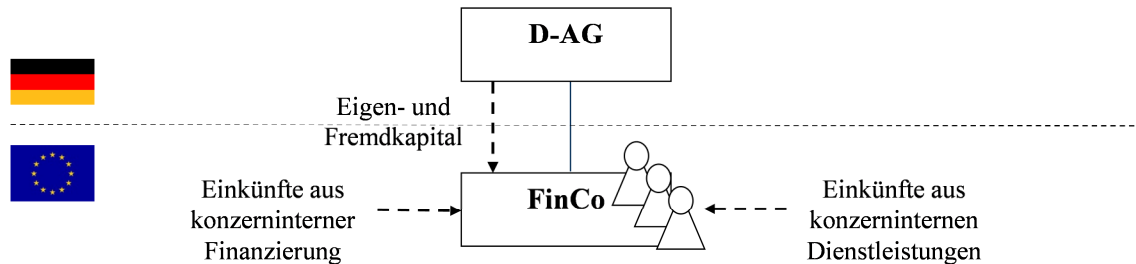 D-AG
Eigen- und
Fremdkapital
Einkünfte aus
konzerninterner
Finanzierung
FinCo
Einkünfte aus
konzerninternen
Dienstleistungen